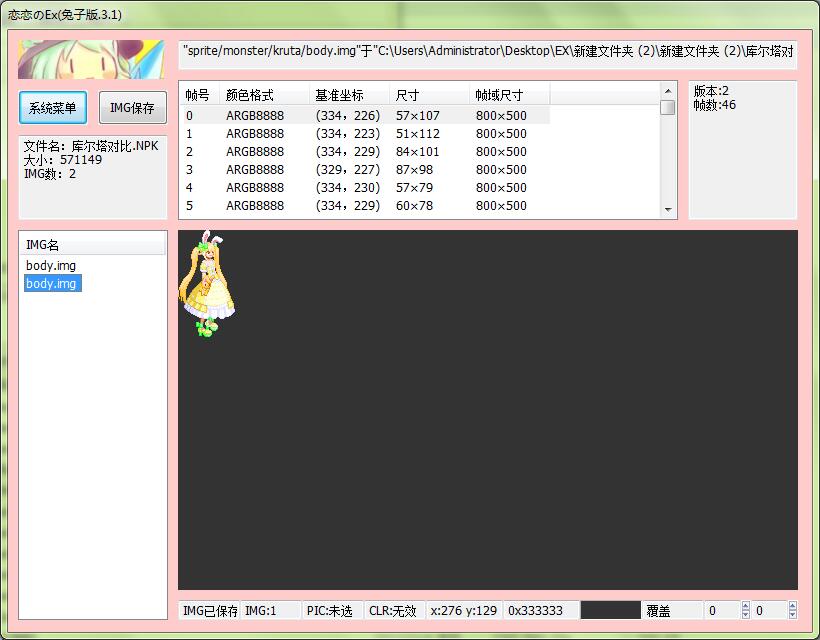 恋恋のEx(兔子版.3.1)
"sprite/monster/kruta/body.img"于"C:\Users\Administrator\Desktop\EX\新建文件夹 (2)\新建文件夹 (2)\库尔塔对
系统菜单 IMG保存
文件名：库尔塔对比.NPK
大小：571149
IMG数：2
帧号 颜色格式 基准坐标 尺寸 帧域尺寸
0 ARGB8888 (334，226) 57×107 800×500
1 ARGB8888 (334，223) 51×112 800×500
2 ARGB8888 (334，229) 84×101 800×500
3 ARGB8888 (329，227) 87×98 800×500
4 ARGB8888 (334，230) 57×79 800×500
5 ARGB8888 (334，229) 60×78 800×500
版本:2
帧数:46
IMG名
body.img
body.img
IMG已保存 IMG:1 PIC:未选 CLR:无效 x:276 y:129 0x333333 覆盖 0 0